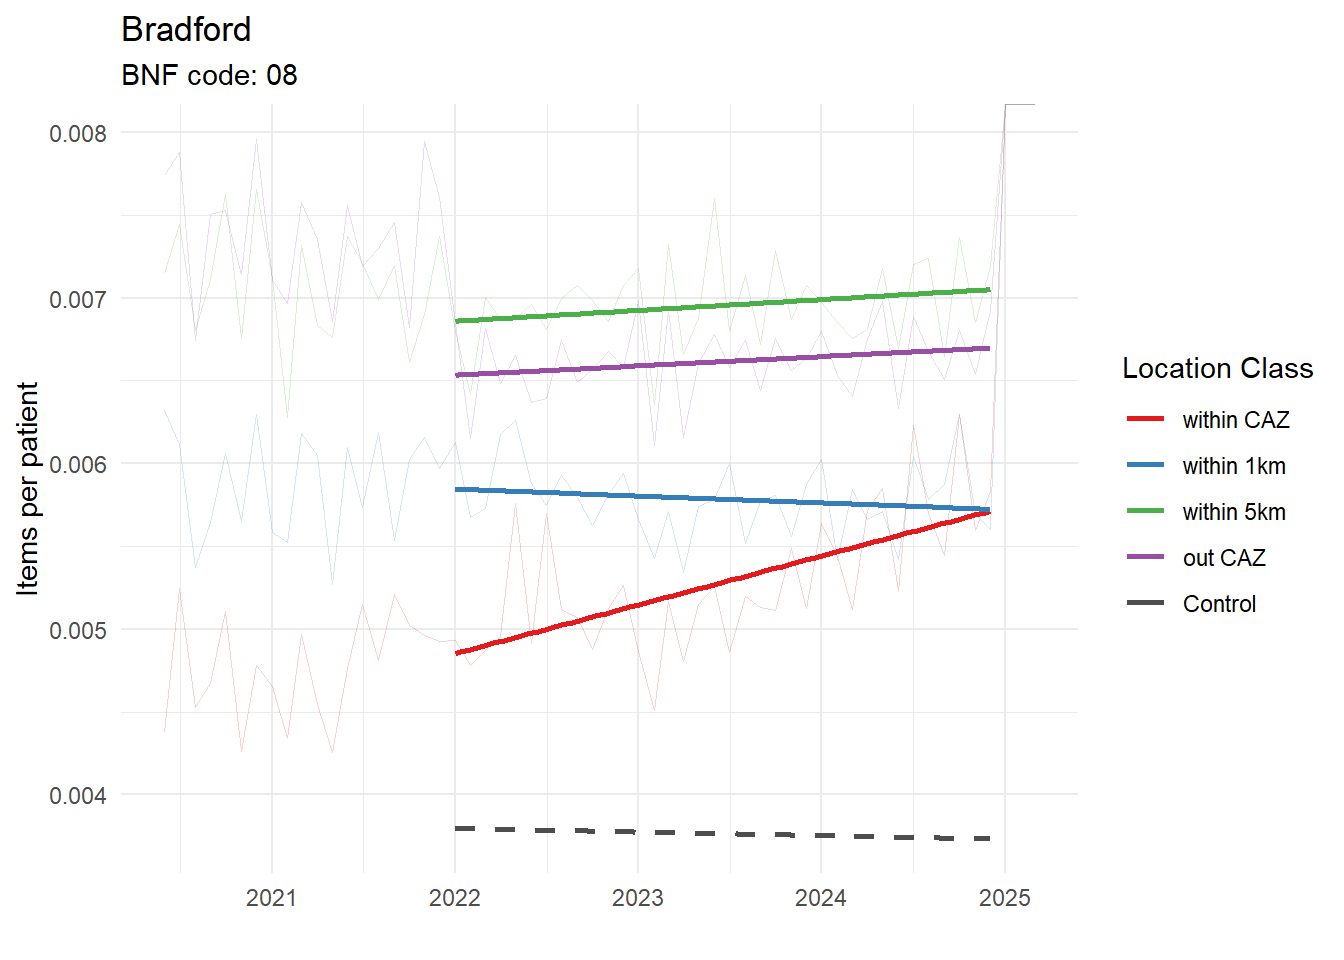 Bradford
BNF code: 08
0.008
0.007
0.006
0.005
0.004
Items per patient
2021
2022
2023
2024
2025
Location Class
within CAZ
within 1km
within 5km
out CAZ
Control